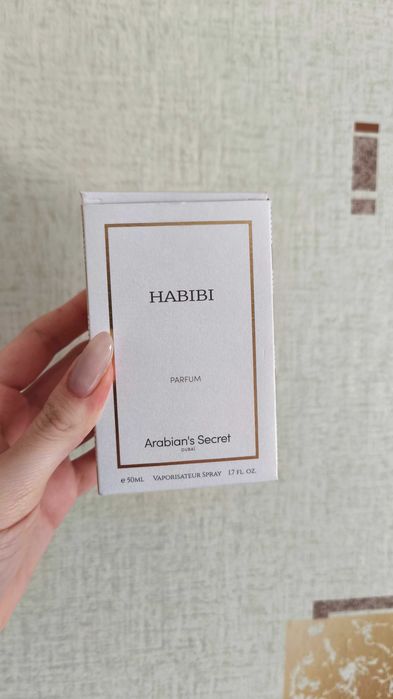 HABIBI
PARFUM
Arabian's Secret
DUBAI
e 50ML VAPORISATEUR SPRAY 1.7 FL. OZ.